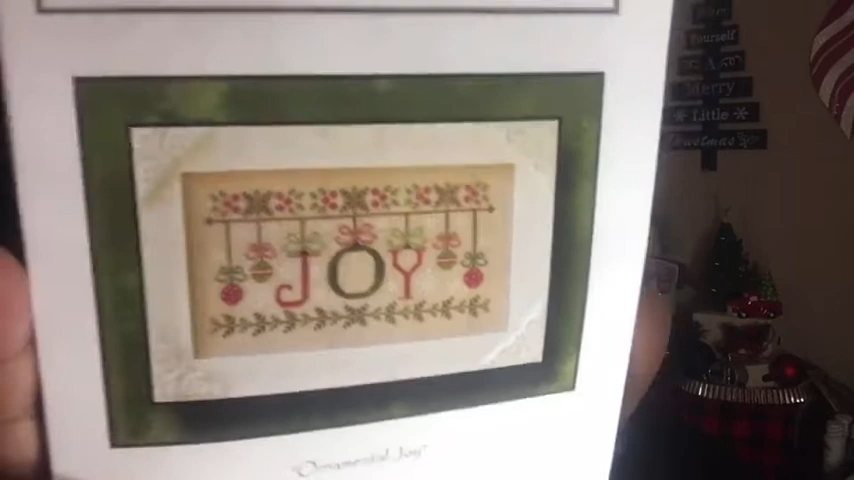 Yourself
A
Merry
Little
Christmas
JOY
"Ornamental Joy"